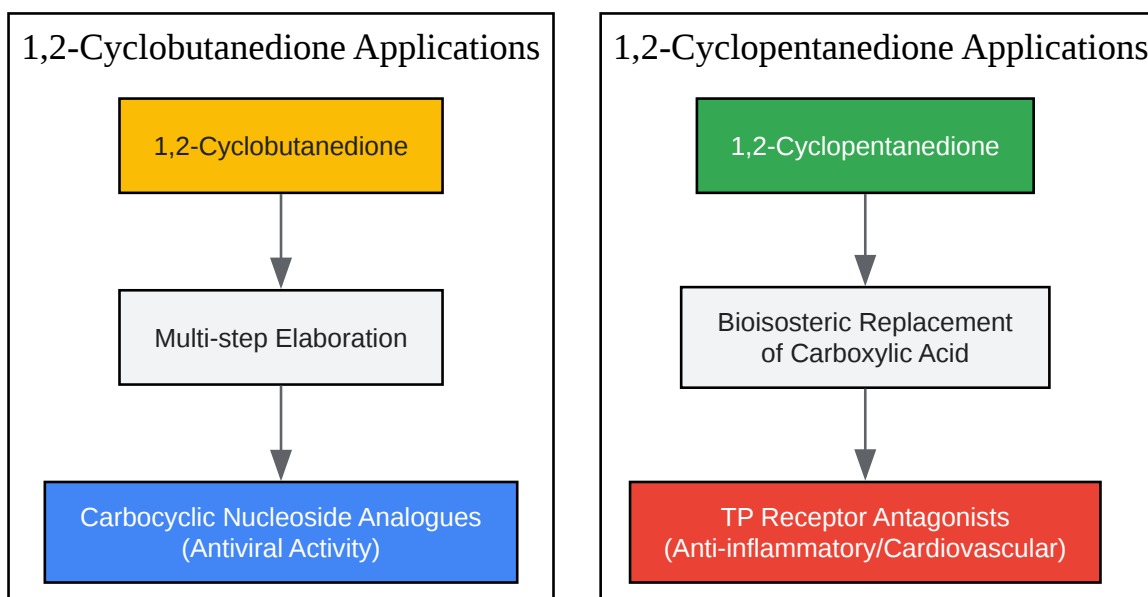 1,2-Cyclobutanedione Applications
1,2-Cyclobutanedione
Multi-step Elaboration
Carbocyclic Nucleoside Analogues
(Antiviral Activity)
1,2-Cyclopentanedione Applications
1,2-Cyclopentanedione
Bioisosteric Replacement
of Carboxylic Acid
TP Receptor Antagonists
(Anti-inflammatory/Cardiovascular)